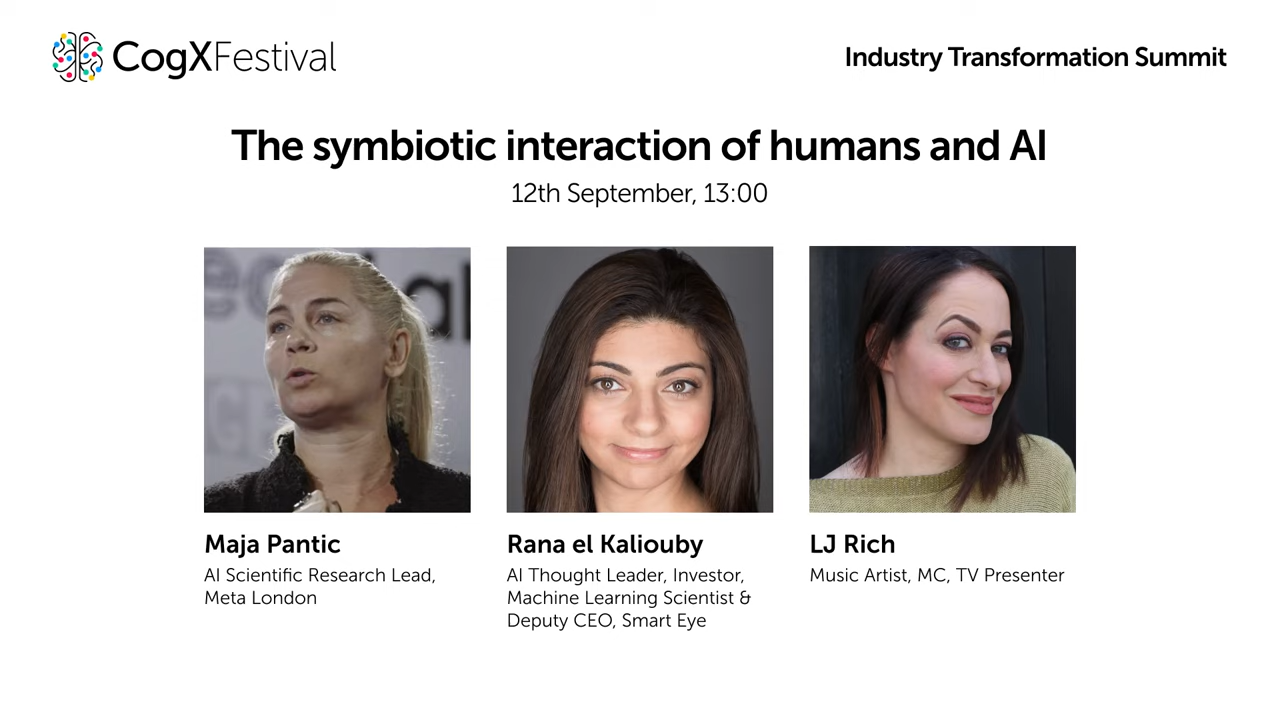 CogXFestival
Industry Transformation Summit
The symbiotic interaction of humans and AI
12th September, 13:00
Maja Pantic
AI Scientific Research Lead,
Meta London
Rana el Kaliouby
AI Thought Leader, Investor,
Machine Learning Scientist &
Deputy CEO, Smart Eye
LJ Rich
Music Artist, MC, TV Presenter